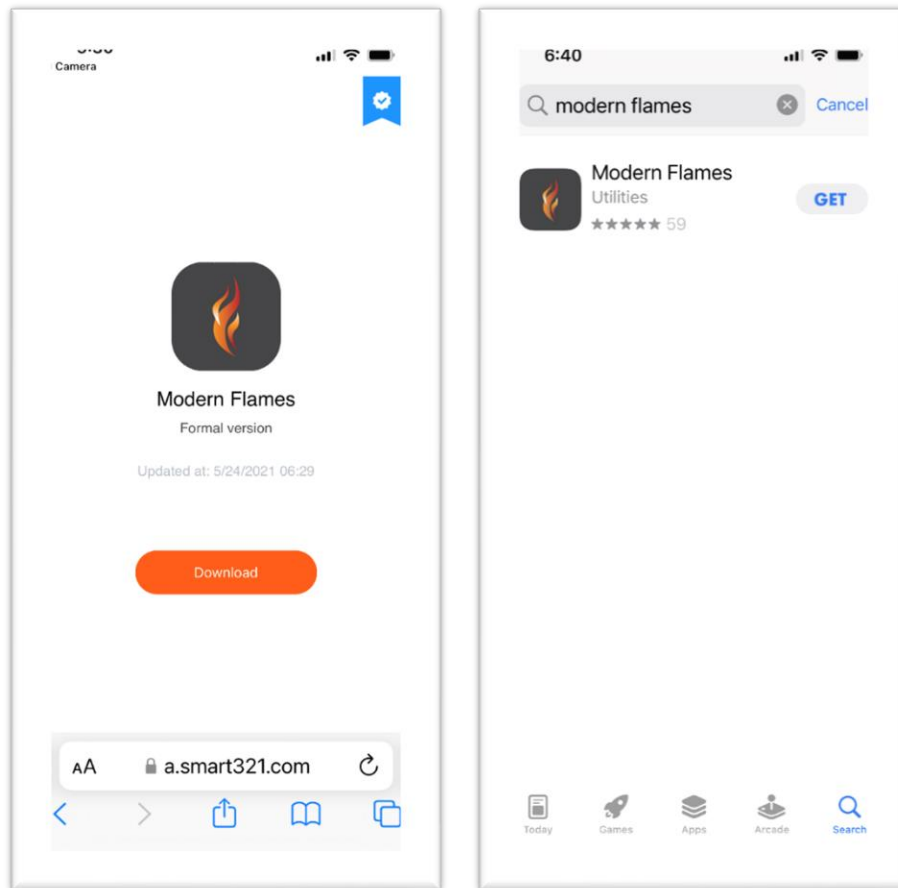 Camera
Modern Flames
Formal version
Updated at: 5/24/2021 06:29
Download
AA a.smart321.com
6:40
modern flames Cancel
Modern Flames
Utilities
GET
59
Today Games Apps Arcade Search